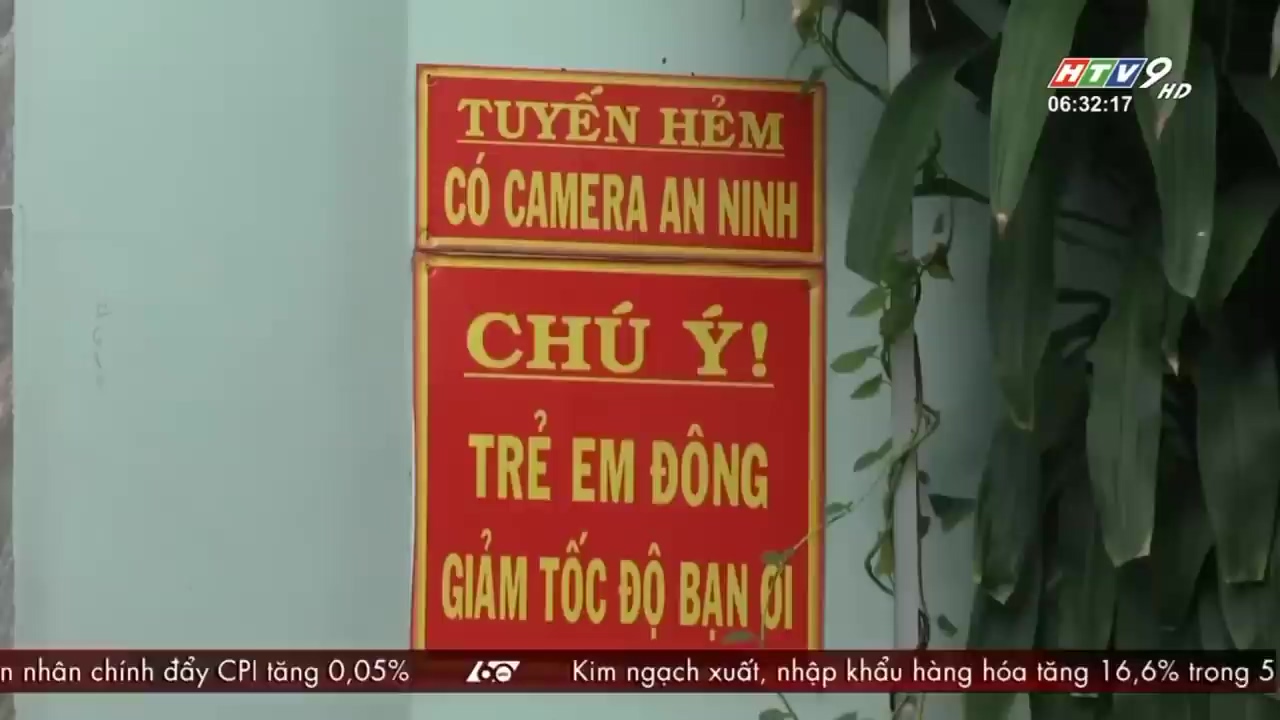 HTV9 HD
06:32:17
TUYẾN HẺM
CÓ CAMERA AN NINH
CHÚ Ý!
TRẺ EM ĐÔNG
GIẢM TỐC ĐỘ BẠN ƠI
n nhân chính đẩy CPI tăng 0,05% 60 Kim ngạch xuất, nhập khẩu hàng hóa tăng 16,6% trong 5